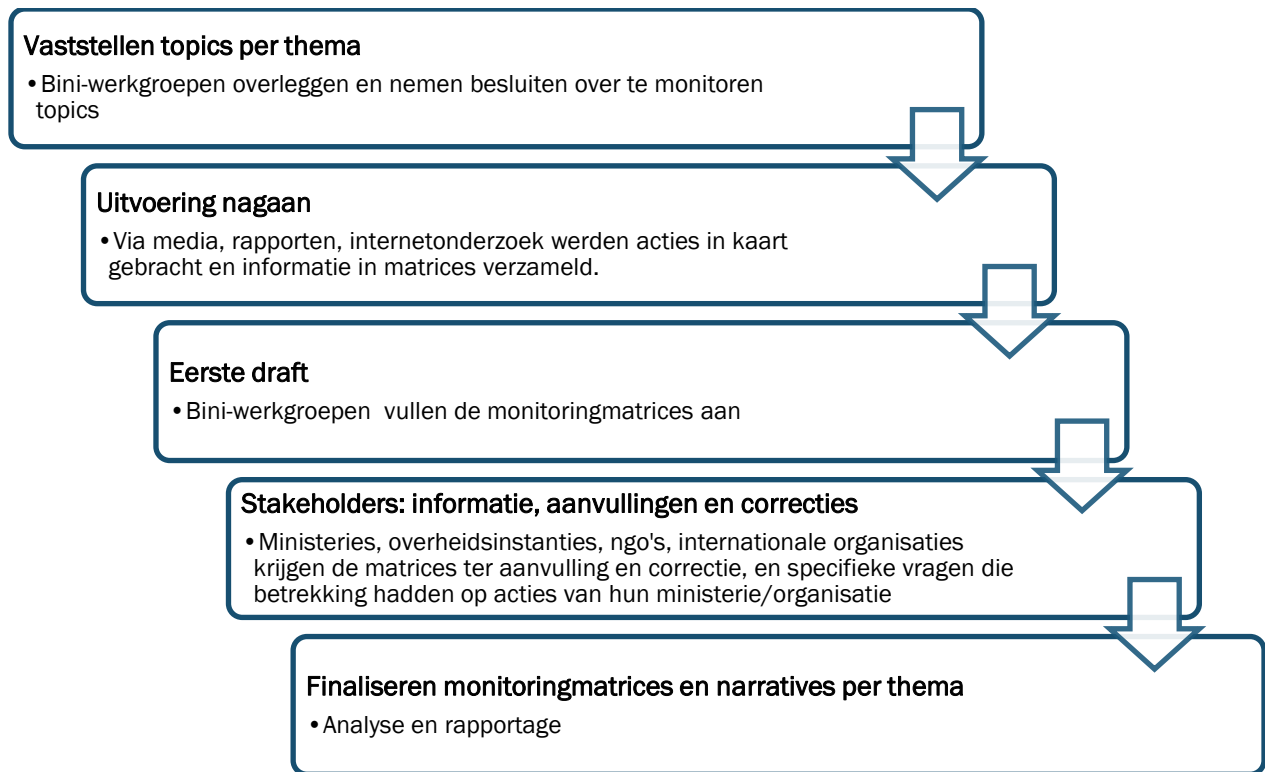 Vaststellen topics per thema
•Bini-werkgroepen overleggen en nemen besluiten over te monitoren
topics
Uitvoering nagaan
•Via media, rapporten, internetonderzoek werden acties in kaart
gebracht en informatie in matrices verzameld.
Eerste draft
•Bini-werkgroepen vullen de monitoringmatrices aan
Stakeholders: informatie, aanvullingen en correcties
•Ministeries, overheidsinstanties, ngo's, internationale organisaties
krijgen de matrices ter aanvulling en correctie, en specifieke vragen die
betrekking hadden op acties van hun ministerie/organisatie
Finaliseren monitoringmatrices en narratives per thema
•Analyse en rapportage